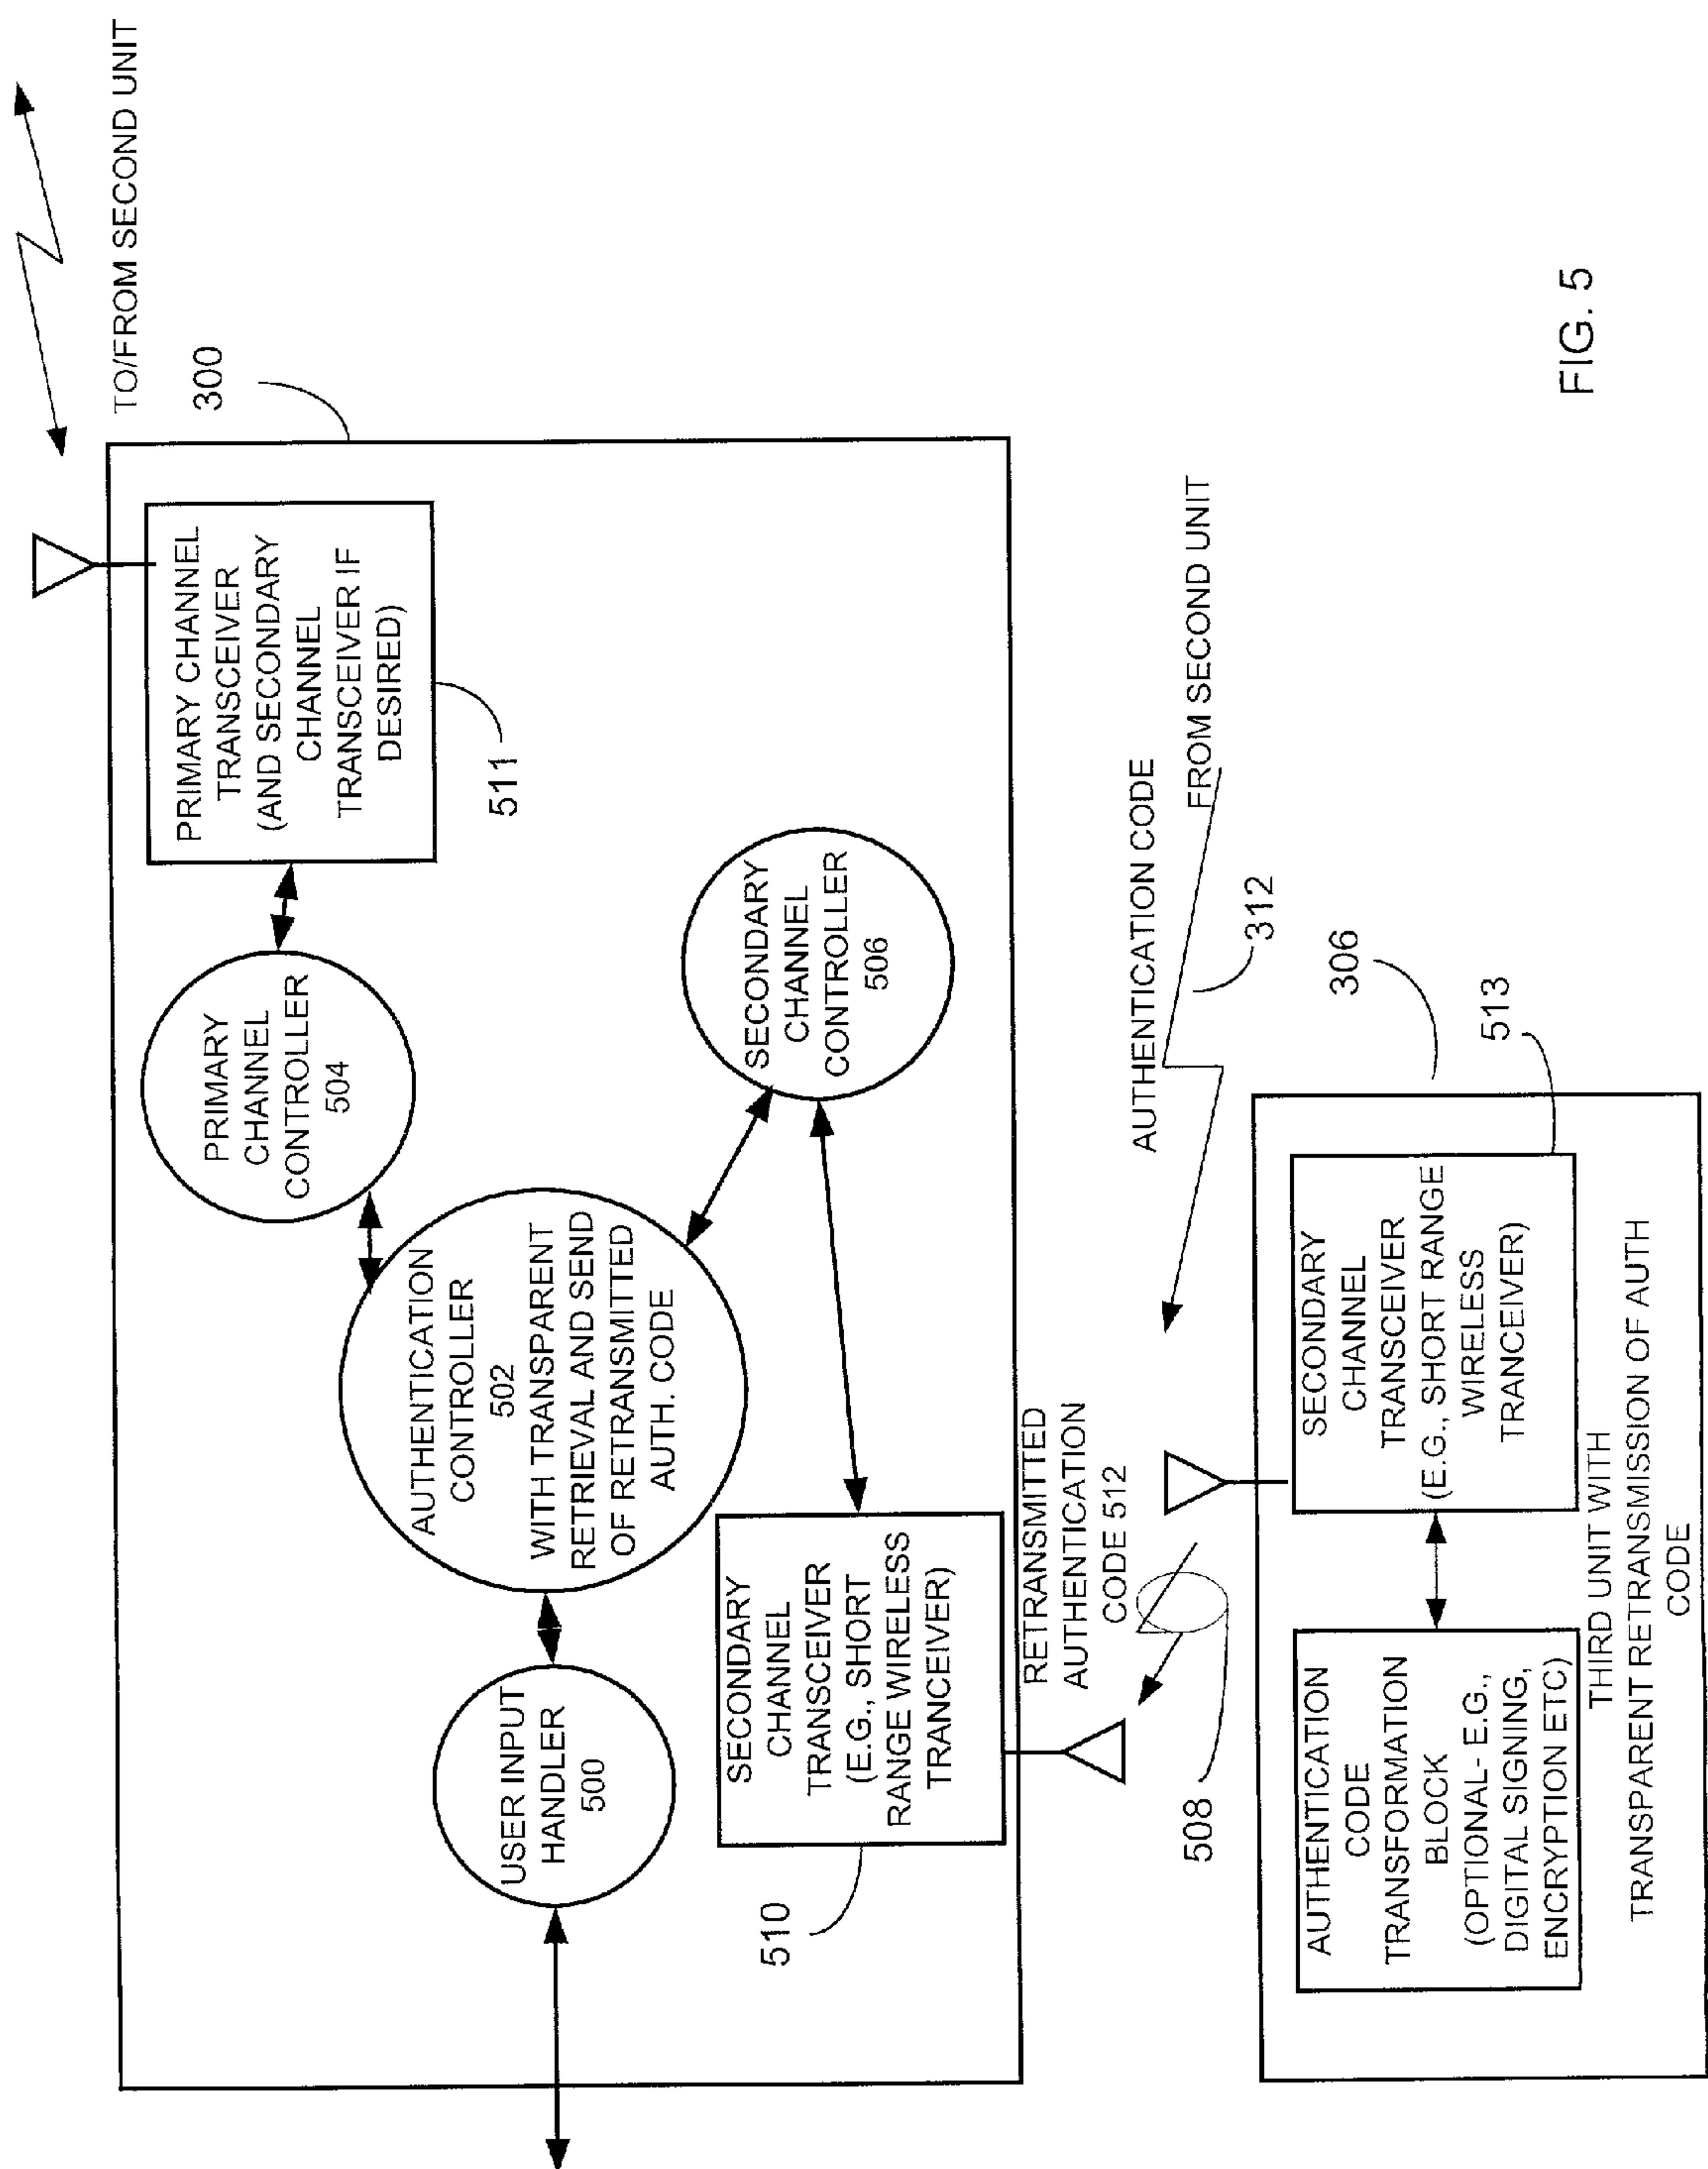 TO/FROM SECOND UNIT
300
PRIMARY CHANNEL
TRANSCEIVER
(AND SECONDARY
CHANNEL
TRANSCEIVER IF
DESIRED)
511
PRIMARY
CHANNEL
CONTROLLER
504
AUTHENTICATION
CONTROLLER
502
WITH TRANSPARENT
RETRIEVAL AND SEND
OF RETRANSMITTED
AUTH. CODE
USER INPUT
HANDLER
500
SECONDARY
CHANNEL
CONTROLLER
506
SECONDARY
CHANNEL
TRANSCEIVER
(E.G., SHORT
RANGE WIRELESS
TRANCEIVER)
510
RETRANSMITTED
AUTHENTICATION
CODE 512
508
AUTHENTICATION CODE
FROM SECOND UNIT
312
306
513
SECONDARY
CHANNEL
TRANSCEIVER
(E.G., SHORT RANGE
WIRELESS
TRANCEIVER)
AUTHENTICATION
CODE
TRANSFORMATION
BLOCK
(OPTIONAL- E.G.,
DIGITAL SIGNING,
ENCRYPTION ETC)
THIRD UNIT WITH
TRANSPARENT RETRANSMISSION OF AUTH
CODE
FIG. 5